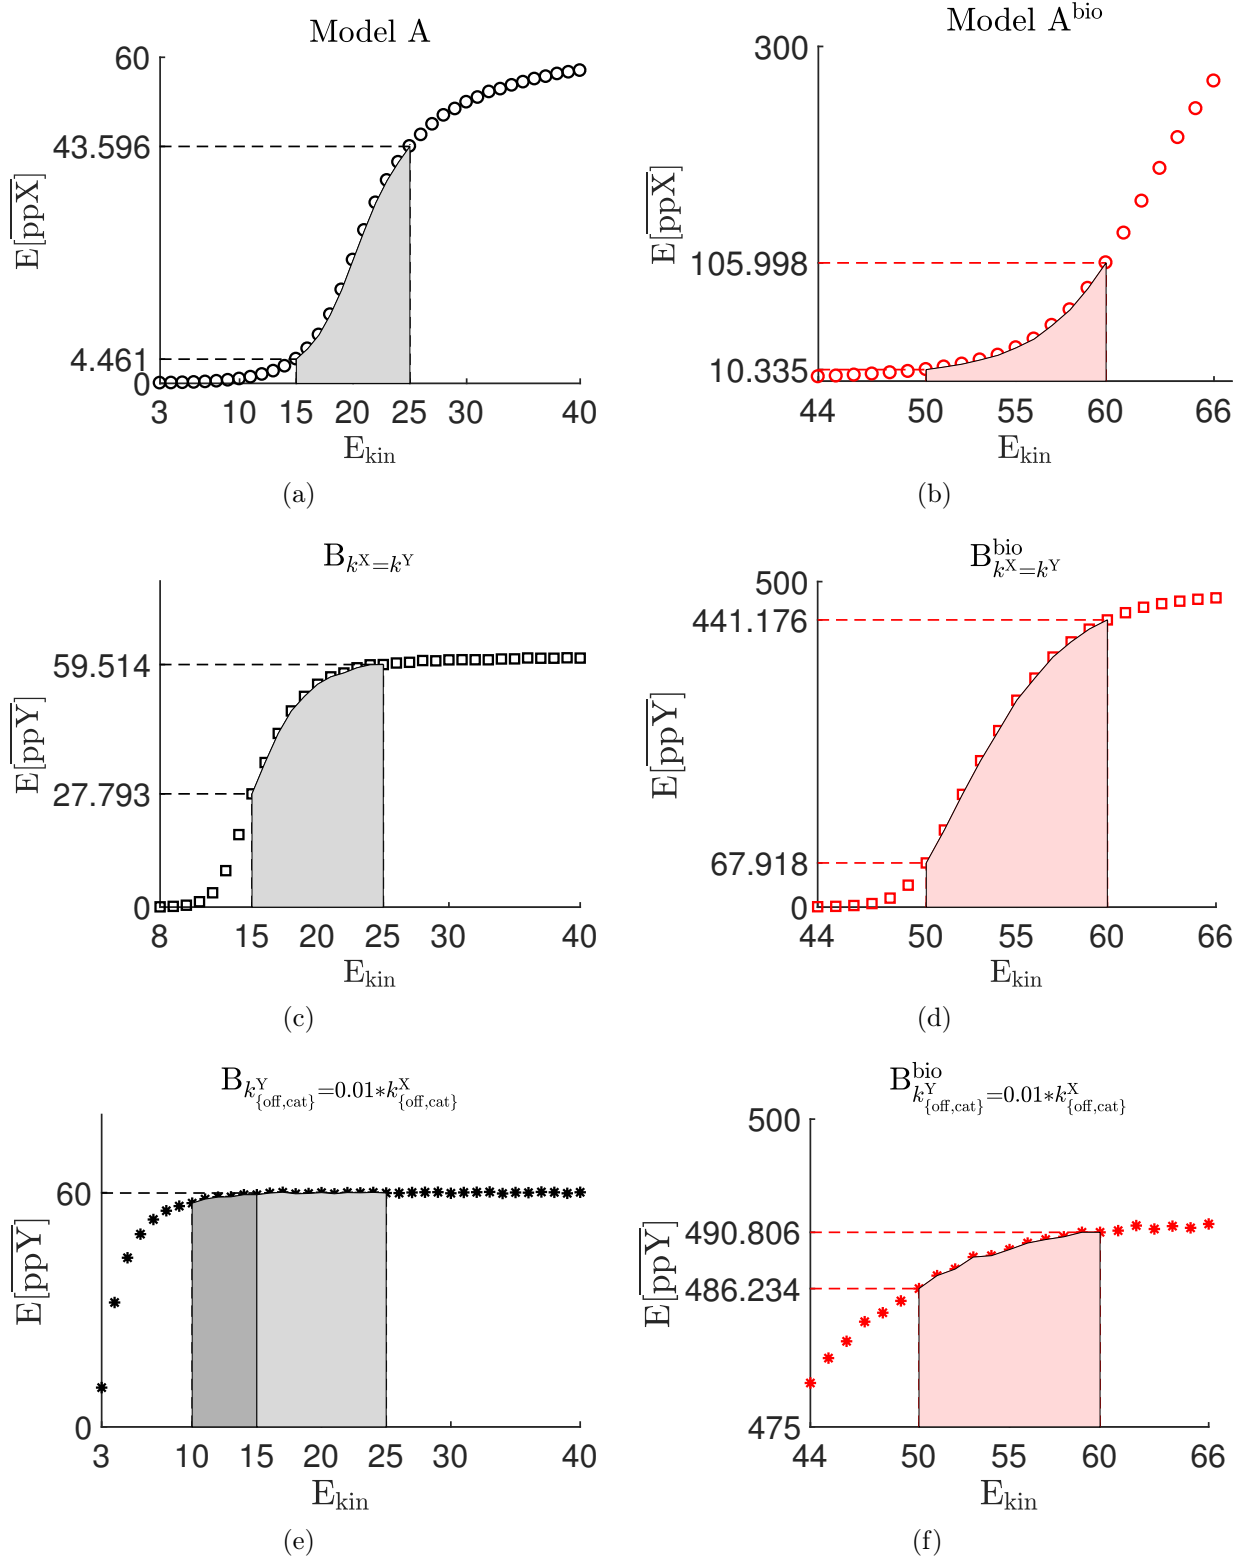 Model A
60
43.596
4.461
0
3 10 15 20 25 30 40
E[ppX]
E_kin
(a)
Model A^bio
300
105.998
10.335
44 50 55 60 66
E[ppX]
E_kin
(b)
B_{k^X=k^Y}
59.514
27.793
0
8 15 20 25 30 40
E[ppY]
E_kin
(c)
B^bio_{k^X=k^Y}
500
441.176
67.918
0
44 50 55 60 66
E[ppY]
E_kin
(d)
B_{k^Y_{off,cat}=0.01*k^X_{off,cat}}
60
0
3 10 15 20 25 30 40
E[ppY]
E_kin
(e)
B^bio_{k^Y_{off,cat}=0.01*k^X_{off,cat}}
500
490.806
486.234
475
44 50 55 60 66
E[ppY]
E_kin
(f)